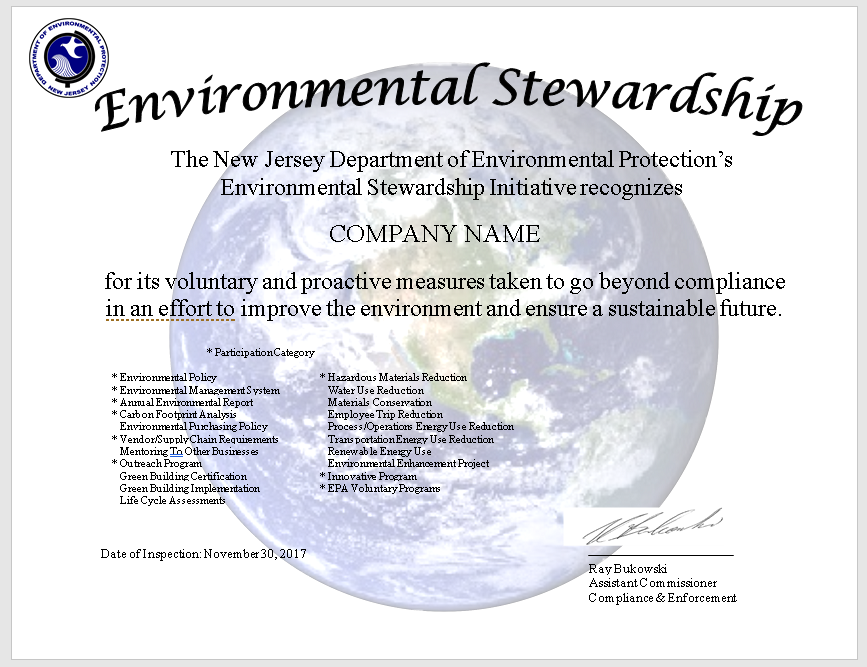 DEPARTMENT OF ENVIRONMENTAL PROTECTION
NEW JERSEY
Environmental Stewardship
The New Jersey Department of Environmental Protection’s
Environmental Stewardship Initiative recognizes
COMPANY NAME
for its voluntary and proactive measures taken to go beyond compliance
in an effort to improve the environment and ensure a sustainable future.
* Participation Category
* Environmental Policy
* Environmental Management System
* Annual Environmental Report
* Carbon Footprint Analysis
Environmental Purchasing Policy
* Vendor/Supply Chain Requirements
Mentoring To Other Businesses
* Outreach Program
Green Building Certification
Green Building Implementation
Life Cycle Assessments
* Hazardous Materials Reduction
Water Use Reduction
Materials Conservation
Employee Trip Reduction
Process/Operations Energy Use Reduction
Transportation Energy Use Reduction
Renewable Energy Use
Environmental Enhancement Project
* Innovative Program
* EPA Voluntary Programs
Date of Inspection: November 30, 2017
Ray Bukowski
Assistant Commissioner
Compliance & Enforcement